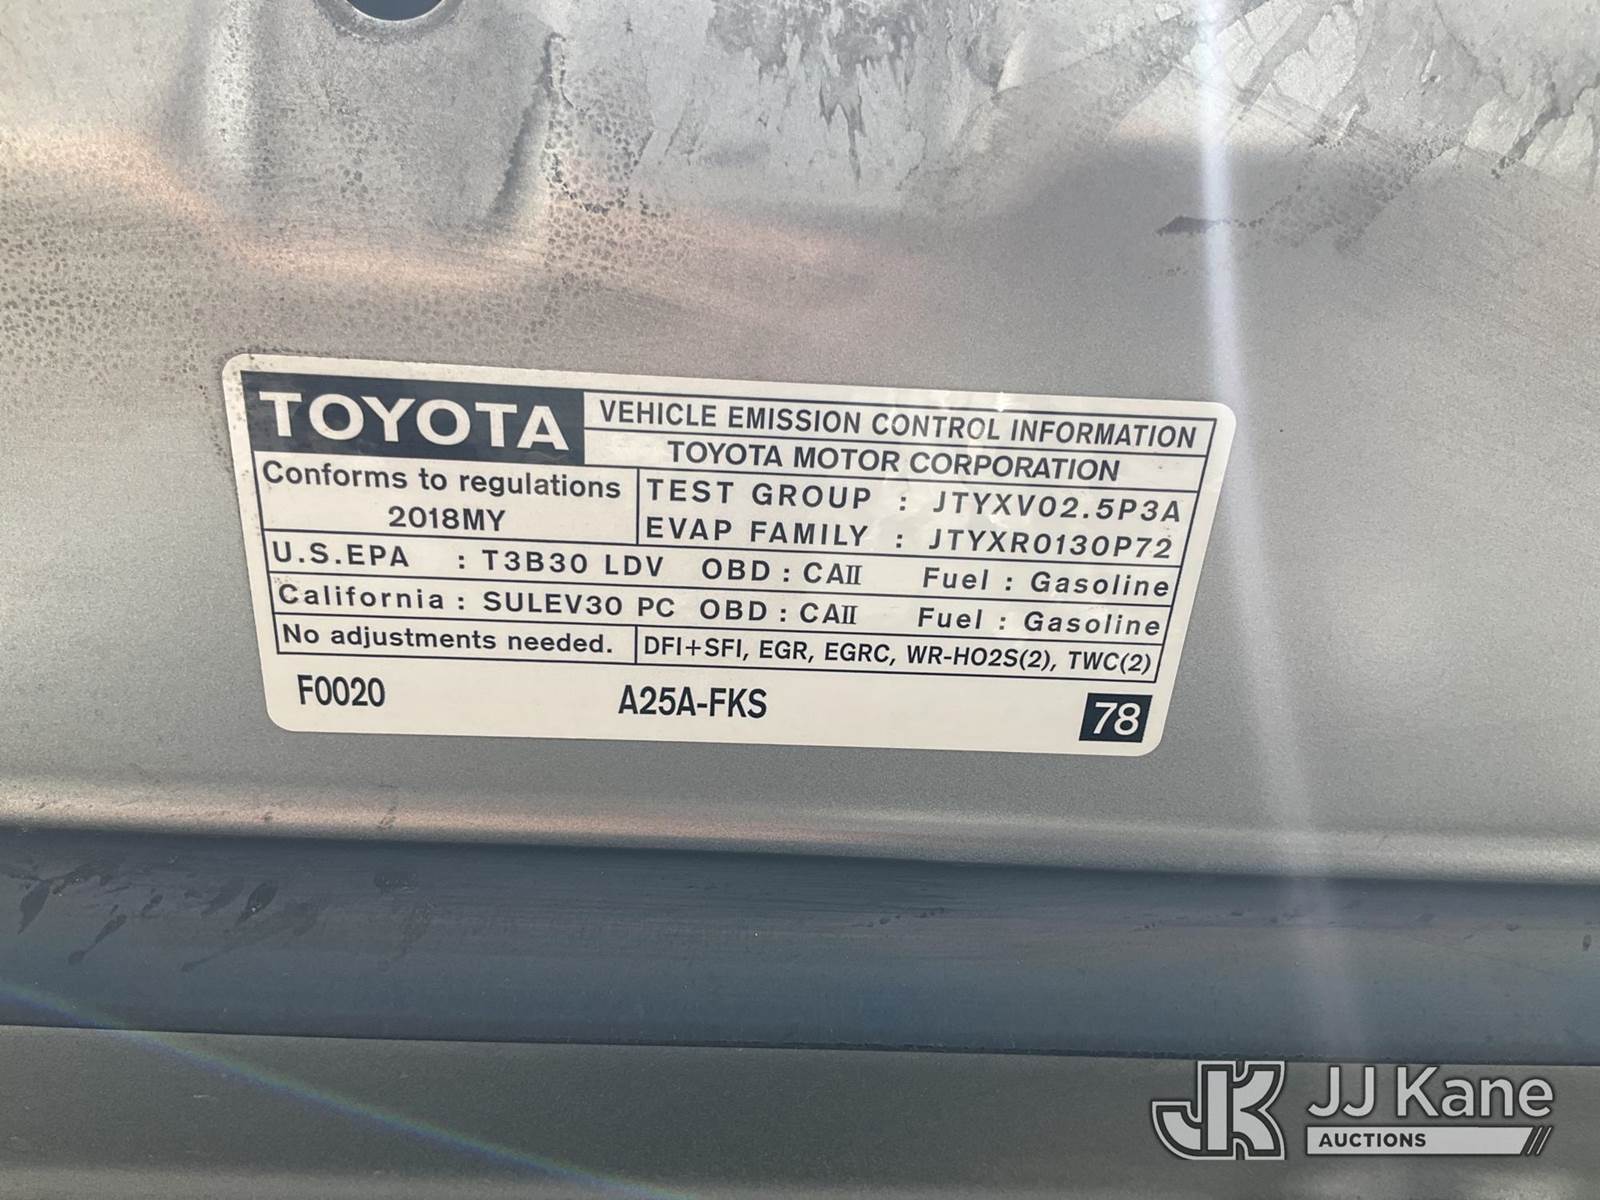 TOYOTA
VEHICLE EMISSION CONTROL INFORMATION
TOYOTA MOTOR CORPORATION
Conforms to regulations
2018MY
TEST GROUP : JTYXV02.5P3A
EVAP FAMILY : JTYXR0130P72
U.S.EPA : T3B30 LDV OBD : CAII Fuel : Gasoline
California : SULEV30 PC OBD : CAII Fuel : Gasoline
No adjustments needed. DFI+SFI, EGR, EGRC, WR-HO2S(2), TWC(2)
F0020 A25A-FKS 78
JK JJ Kane
AUCTIONS